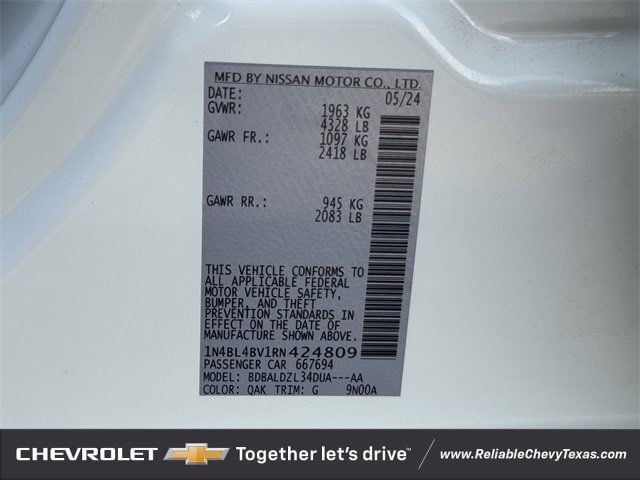 MFD BY NISSAN MOTOR CO., LTD.
DATE: 05/24
GVWR: 1963 KG
4328 LB
GAWR FR.: 1097 KG
2418 LB
GAWR RR.: 945 KG
2083 LB
THIS VEHICLE CONFORMS TO
ALL APPLICABLE FEDERAL
MOTOR VEHICLE SAFETY,
BUMPER, AND THEFT
PREVENTION STANDARDS IN
EFFECT ON THE DATE OF
MANUFACTURE SHOWN ABOVE.
1N4BL4BV1RN424809
PASSENGER CAR 667694
MODEL: BDBALDZL34DUA---AA
COLOR: QAK TRIM: G 9N00A
CHEVROLET Together let's drive™ www.ReliableChevyTexas.com